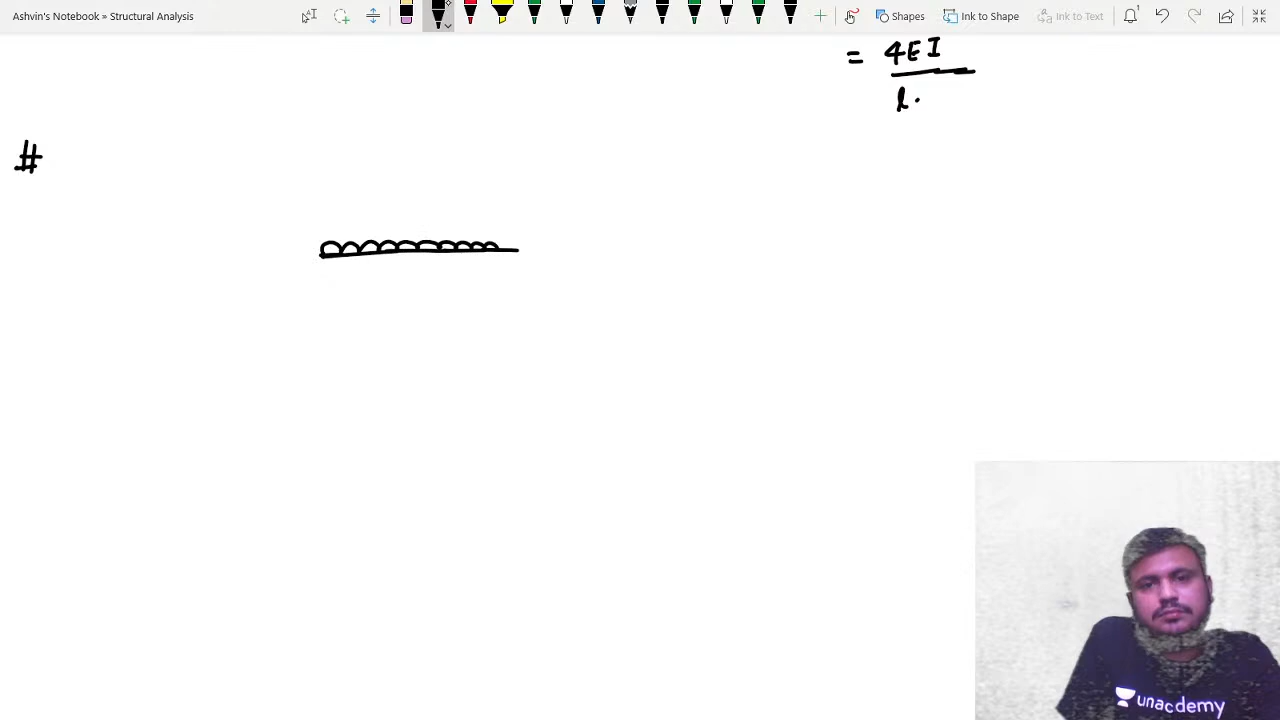 Ashvin's Notebook » Structural Analysis
Shapes
Ink to Shape
Ink to Text
= 4EI
l.
#
unacademy